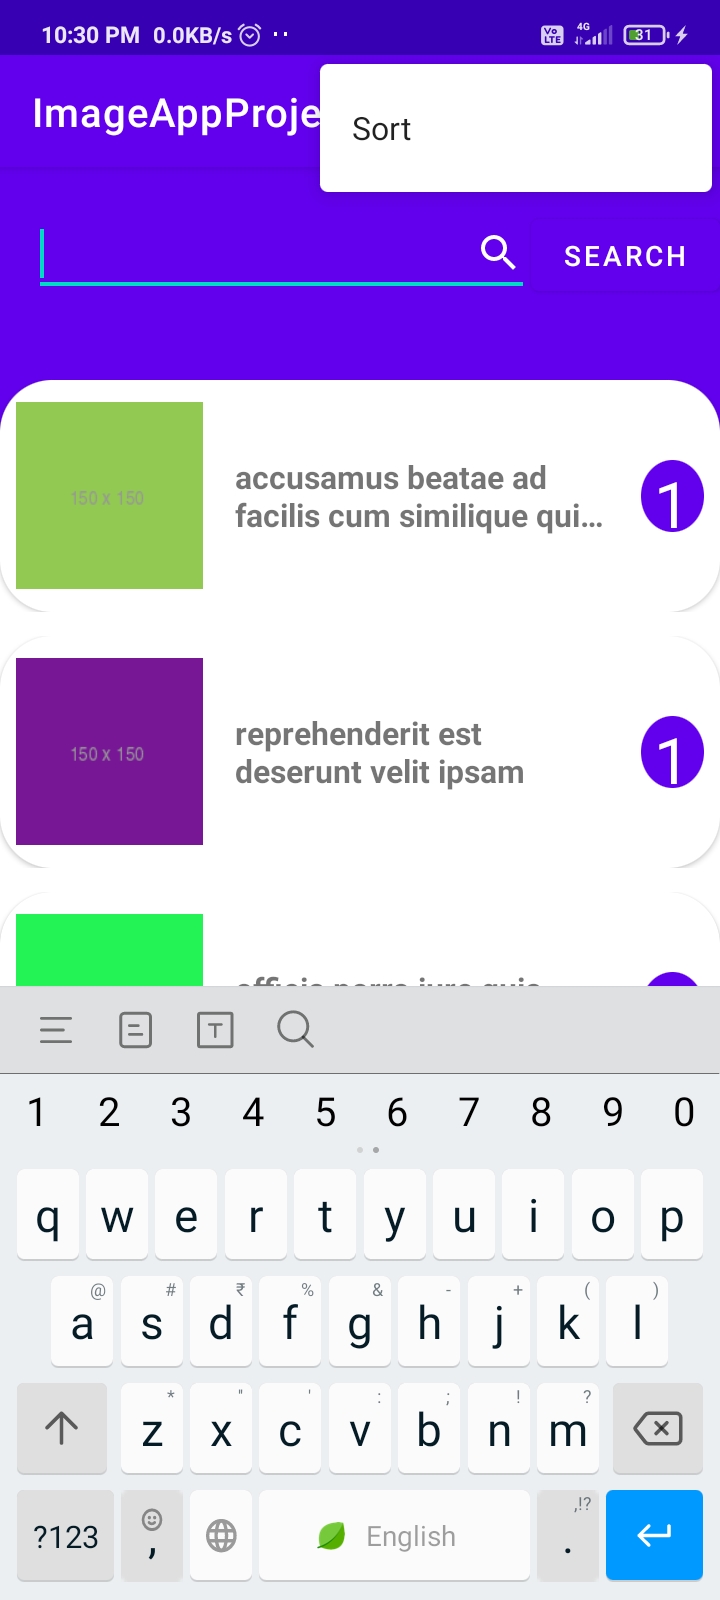 10:30 PM 0.0KB/s
Vo LTE 4G 31
ImageAppProje
Sort
SEARCH
150 x 150
accusamus beatae ad
facilis cum similique qui...
1
150 x 150
reprehenderit est
deserunt velit ipsam
1
T
1 2 3 4 5 6 7 8 9 0
q w e r t y u i o p
@ # ₹ % & - + ( )
a s d f g h j k l
* " ' : ; ! ?
z x c v b n m
,!?
?123 , English .